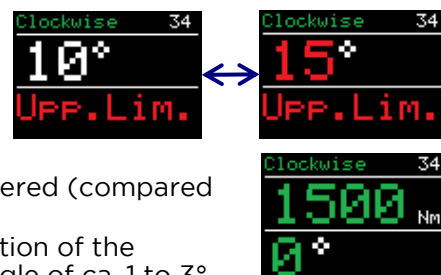 Clockwise 34
10°
Upp.Lim.
Clockwise 34
15°
Upp.Lim.
ered (compared
tion of the
gle of ca. 1 to 3°
Clockwise 34
1500 Nm
0°